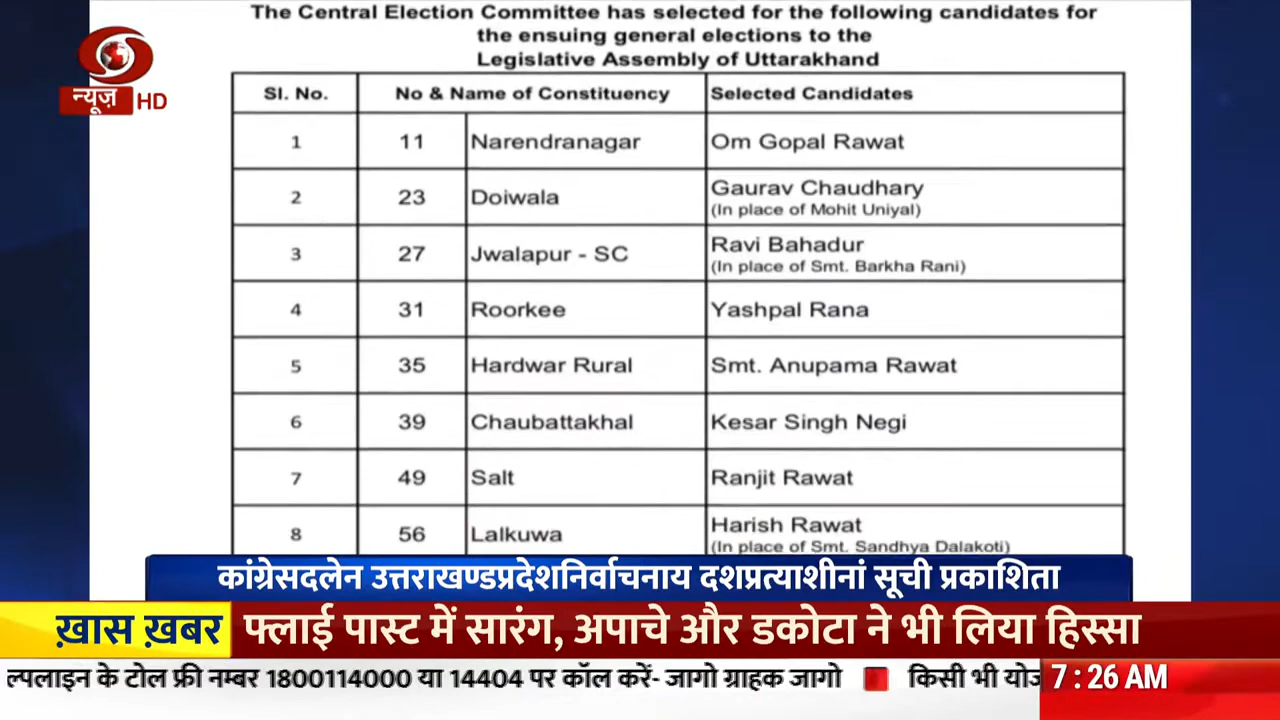 The Central Election Committee has selected for the following candidates for
the ensuing general elections to the
Legislative Assembly of Uttarakhand
न्यूज़ HD
Sl. No. No & Name of Constituency Selected Candidates
1 11 Narendranagar Om Gopal Rawat
2 23 Doiwala Gaurav Chaudhary
(In place of Mohit Uniyal)
3 27 Jwalapur - SC Ravi Bahadur
(In place of Smt. Barkha Rani)
4 31 Roorkee Yashpal Rana
5 35 Hardwar Rural Smt. Anupama Rawat
6 39 Chaubattakhal Kesar Singh Negi
7 49 Salt Ranjit Rawat
8 56 Lalkuwa Harish Rawat
(In place of Smt. Sandhya Dalakoti)
कांग्रेसदलेन उत्तराखण्डप्रदेशनिर्वाचनाय दशप्रत्याशीनां सूची प्रकाशिता
ख़ास ख़बर फ्लाई पास्ट में सारंग, अपाचे और डकोटा ने भी लिया हिस्सा
ल्पलाइन के टोल फ्री नम्बर 1800114000 या 14404 पर कॉल करें- जागो ग्राहक जागो किसी भी योज 7 : 26 AM